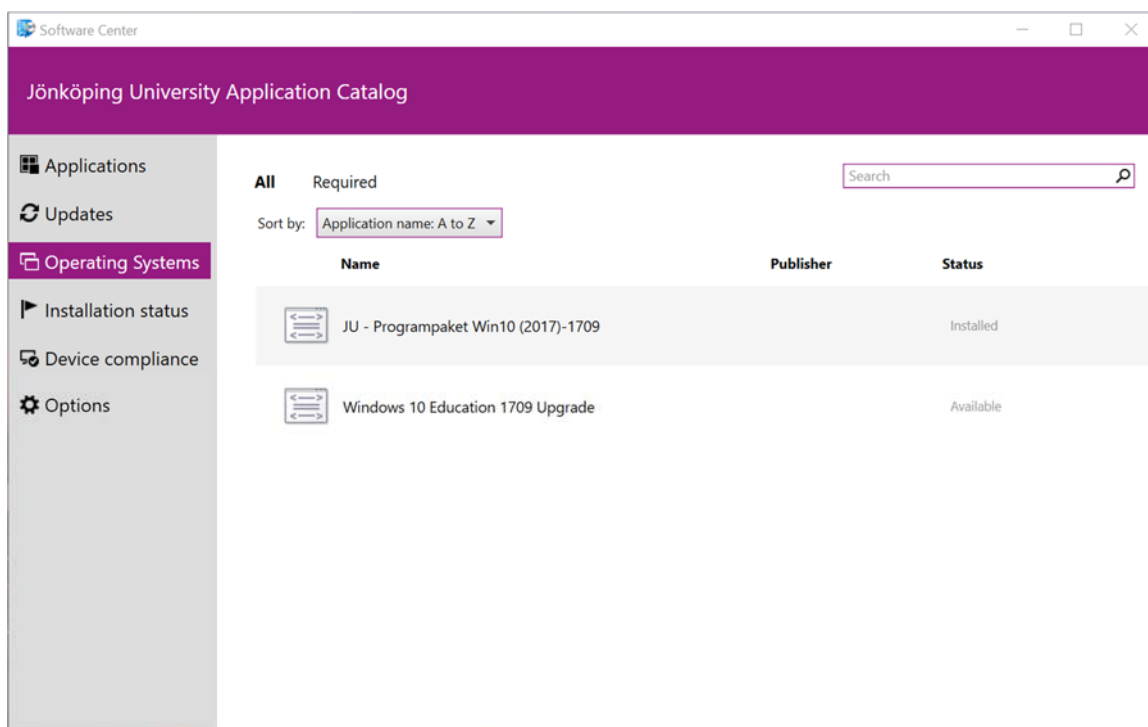 Software Center
Jönköping University Application Catalog
Applications
Updates
Operating Systems
Installation status
Device compliance
Options
All Required
Search
Sort by: Application name: A to Z
Name Publisher Status
JU - Programpaket Win10 (2017)-1709 Installed
Windows 10 Education 1709 Upgrade Available